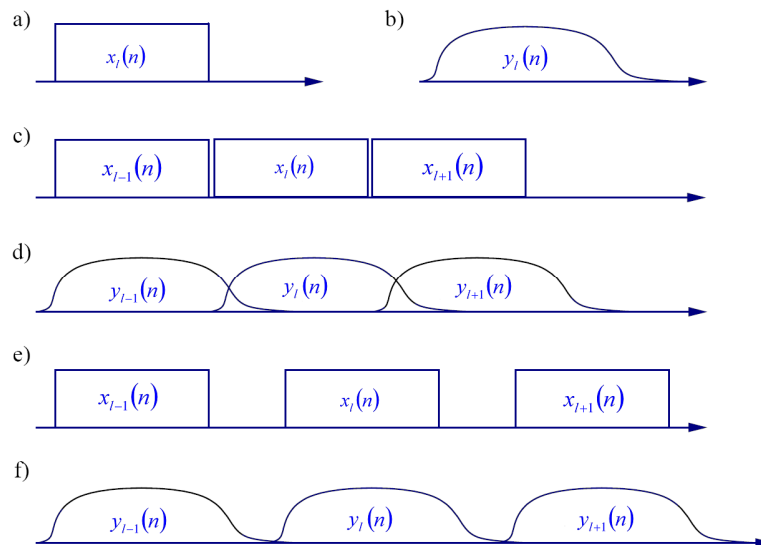 a) b)
x_l(n) y_l(n)
c)
x_{l-1}(n) x_l(n) x_{l+1}(n)
d)
y_{l-1}(n) y_l(n) y_{l+1}(n)
e)
x_{l-1}(n) x_l(n) x_{l+1}(n)
f)
y_{l-1}(n) y_l(n) y_{l+1}(n)